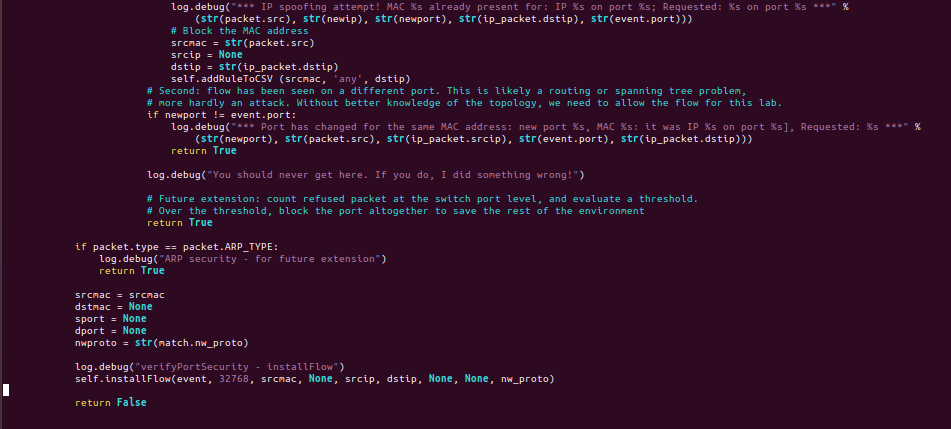 log.debug("*** IP spoofing attempt! MAC %s already present for: IP %s on port %s; Requested: %s on port %s ***" %
(str(packet.src), str(newip), str(newport), str(ip_packet.dstip), str(event.port)))
# Block the MAC address
srcmac = str(packet.src)
srcip = None
dstip = str(ip_packet.dstip)
self.addRuleToCSV (srcmac, 'any', dstip)
# Second: flow has been seen on a different port. This is likely a routing or spanning tree problem,
# more hardly an attack. Without better knowledge of the topology, we need to allow the flow for this lab.
if newport != event.port:
log.debug("*** Port has changed for the same MAC address: new port %s, MAC %s: it was IP %s on port %s], Requested: %s ***" %
(str(newport), str(packet.src), str(ip_packet.srcip), str(event.port), str(ip_packet.dstip)))
return True
log.debug("You should never get here. If you do, I did something wrong!")
# Future extension: count refused packet at the switch port level, and evaluate a threshold.
# Over the threshold, block the port altogether to save the rest of the environment
return True
if packet.type == packet.ARP_TYPE:
log.debug("ARP security - for future extension")
return True
srcmac = srcmac
dstmac = None
sport = None
dport = None
nwproto = str(match.nw_proto)
log.debug("verifyPortSecurity - installFlow")
self.installFlow(event, 32768, srcmac, None, srcip, dstip, None, None, nw_proto)
return False